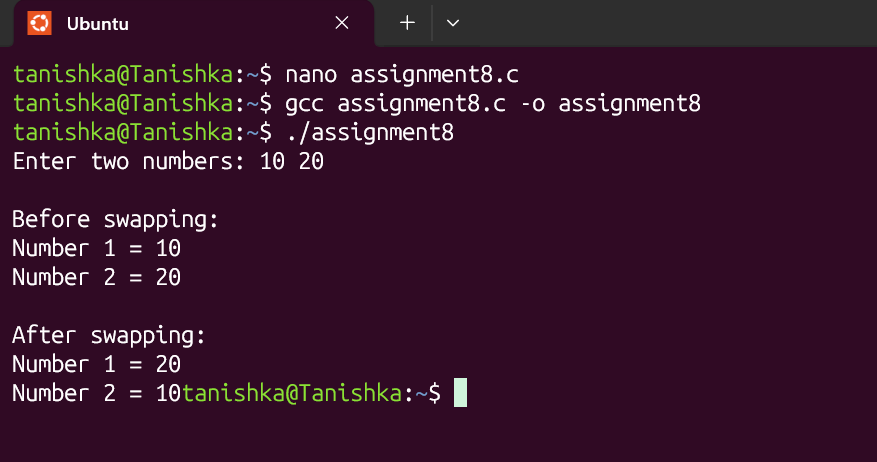 Ubuntu
tanishka@Tanishka:~$ nano assignment8.c
tanishka@Tanishka:~$ gcc assignment8.c -o assignment8
tanishka@Tanishka:~$ ./assignment8
Enter two numbers: 10 20
Before swapping:
Number 1 = 10
Number 2 = 20
After swapping:
Number 1 = 20
Number 2 = 10tanishka@Tanishka:~$